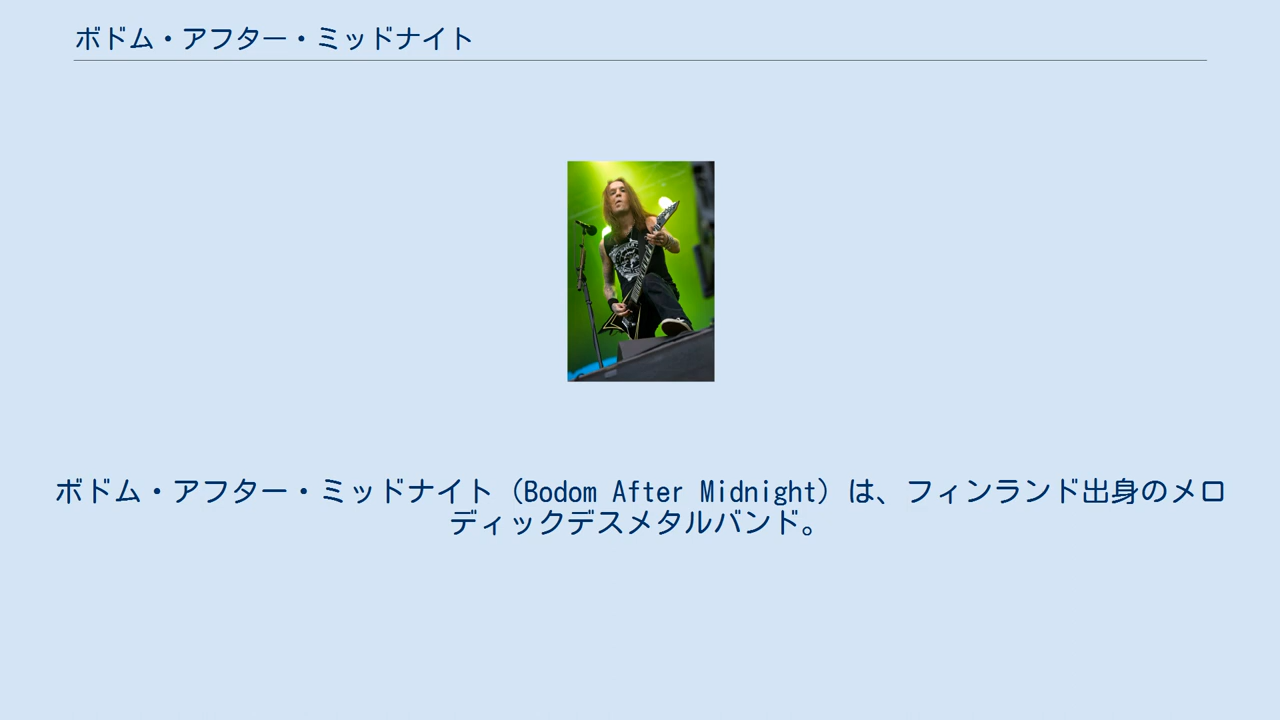 ボドム・アフター・ミッドナイト
ボドム・アフター・ミッドナイト（Bodom After Midnight）は、フィンランド出身のメロ
ディックデスメタルバンド。